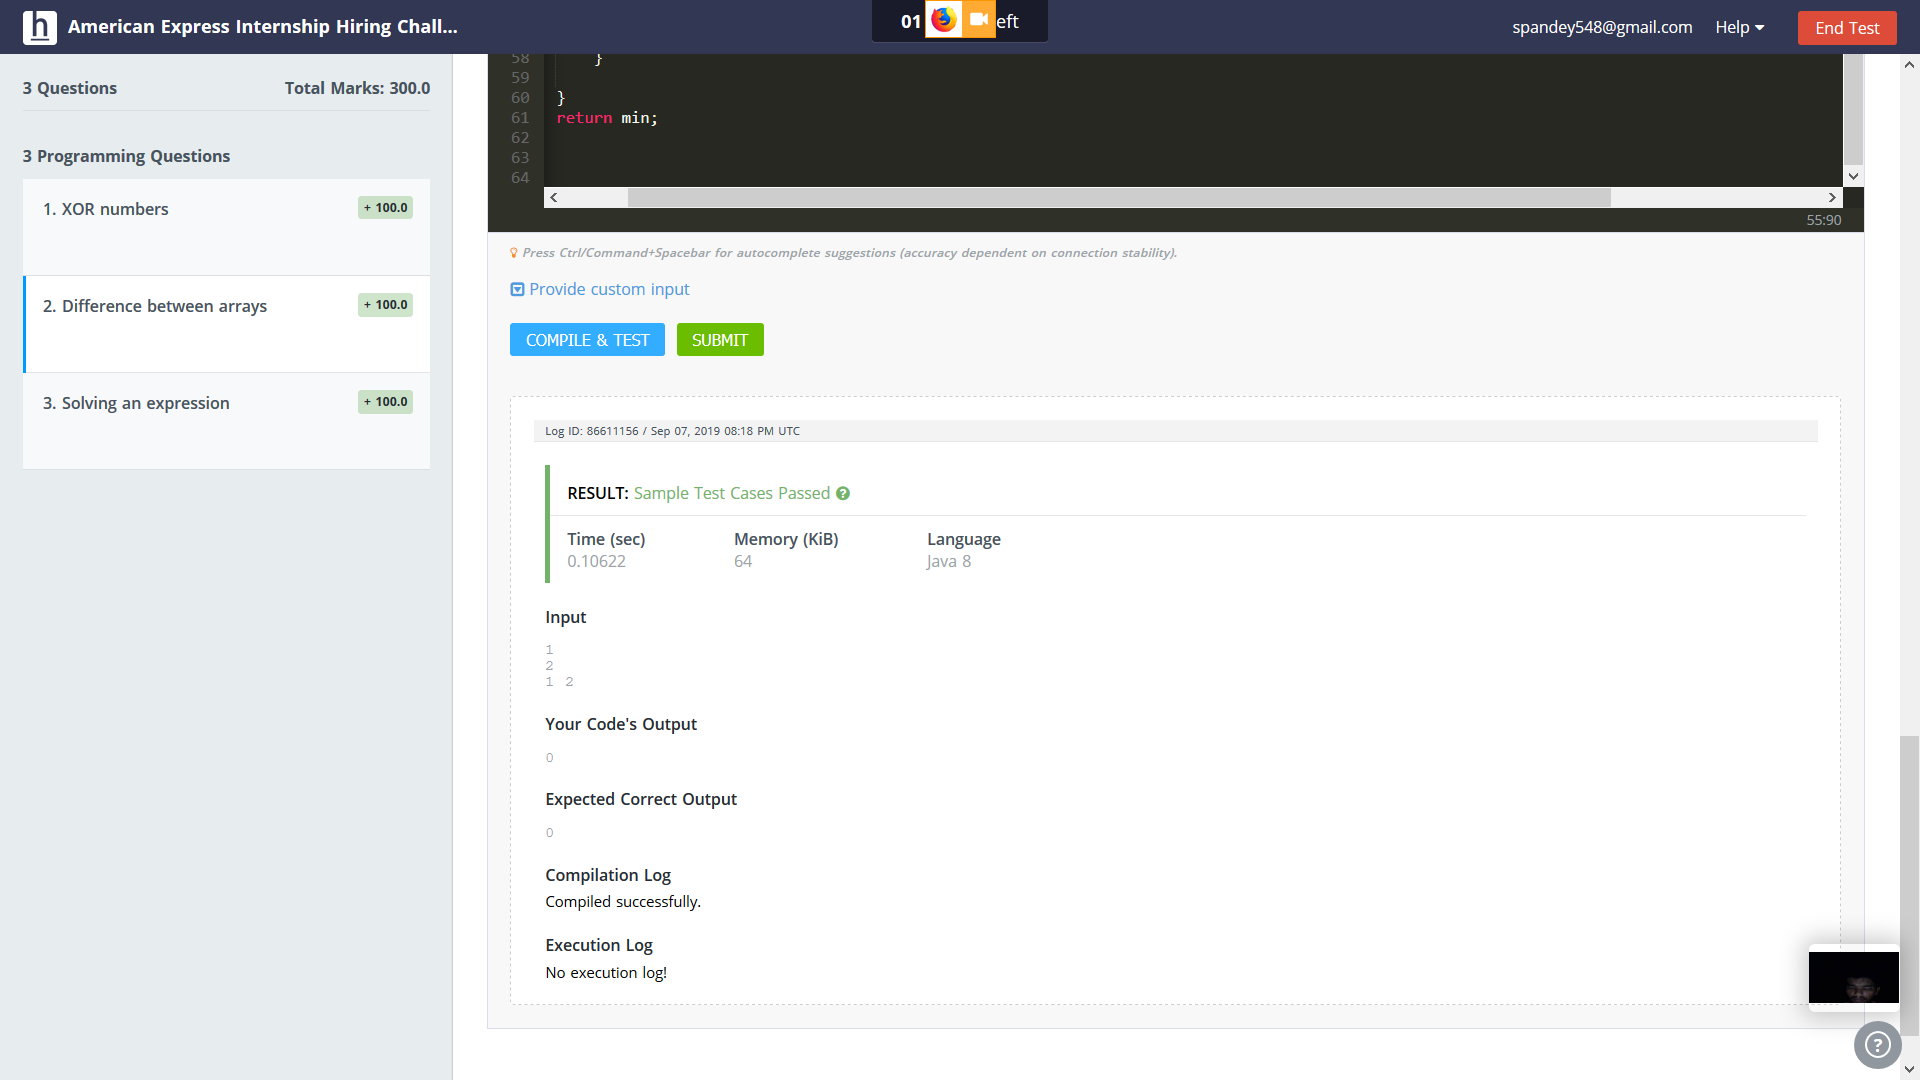 h American Express Internship Hiring Chall...
01 eft
spandey548@gmail.com Help End Test
3 Questions Total Marks: 300.0
3 Programming Questions
1. XOR numbers + 100.0
2. Difference between arrays + 100.0
3. Solving an expression + 100.0
58 }
59
60 }
61 return min;
62
63
64
55:90
Press Ctrl/Command+Spacebar for autocomplete suggestions (accuracy dependent on connection stability).
Provide custom input
COMPILE & TEST SUBMIT
Log ID: 86611156 / Sep 07, 2019 08:18 PM UTC
RESULT: Sample Test Cases Passed ?
Time (sec) Memory (KiB) Language
0.10622 64 Java 8
Input
1
2
1 2
Your Code's Output
0
Expected Correct Output
0
Compilation Log
Compiled successfully.
Execution Log
No execution log!
?